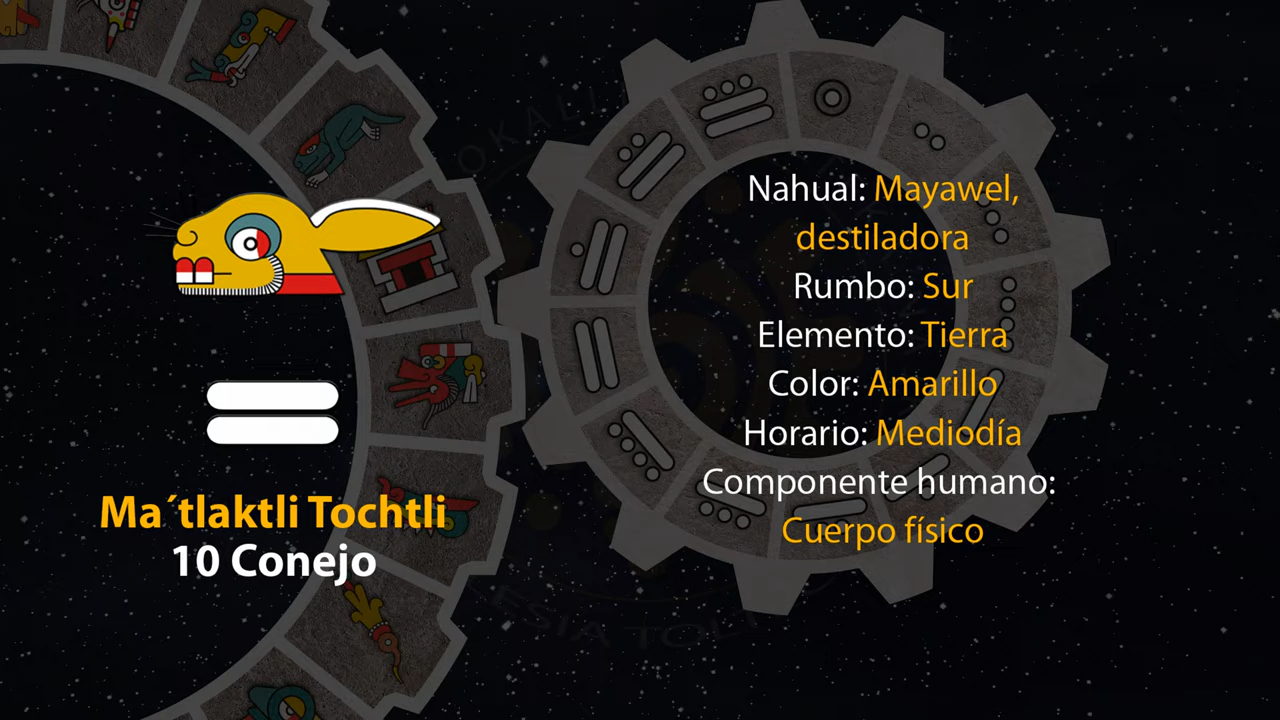 Ma´tlaktli Tochtli
10 Conejo
Nahual: Mayawel,
destiladora
Rumbo: Sur
Elemento: Tierra
Color: Amarillo
Horario: Mediodía
Componente humano:
Cuerpo físico